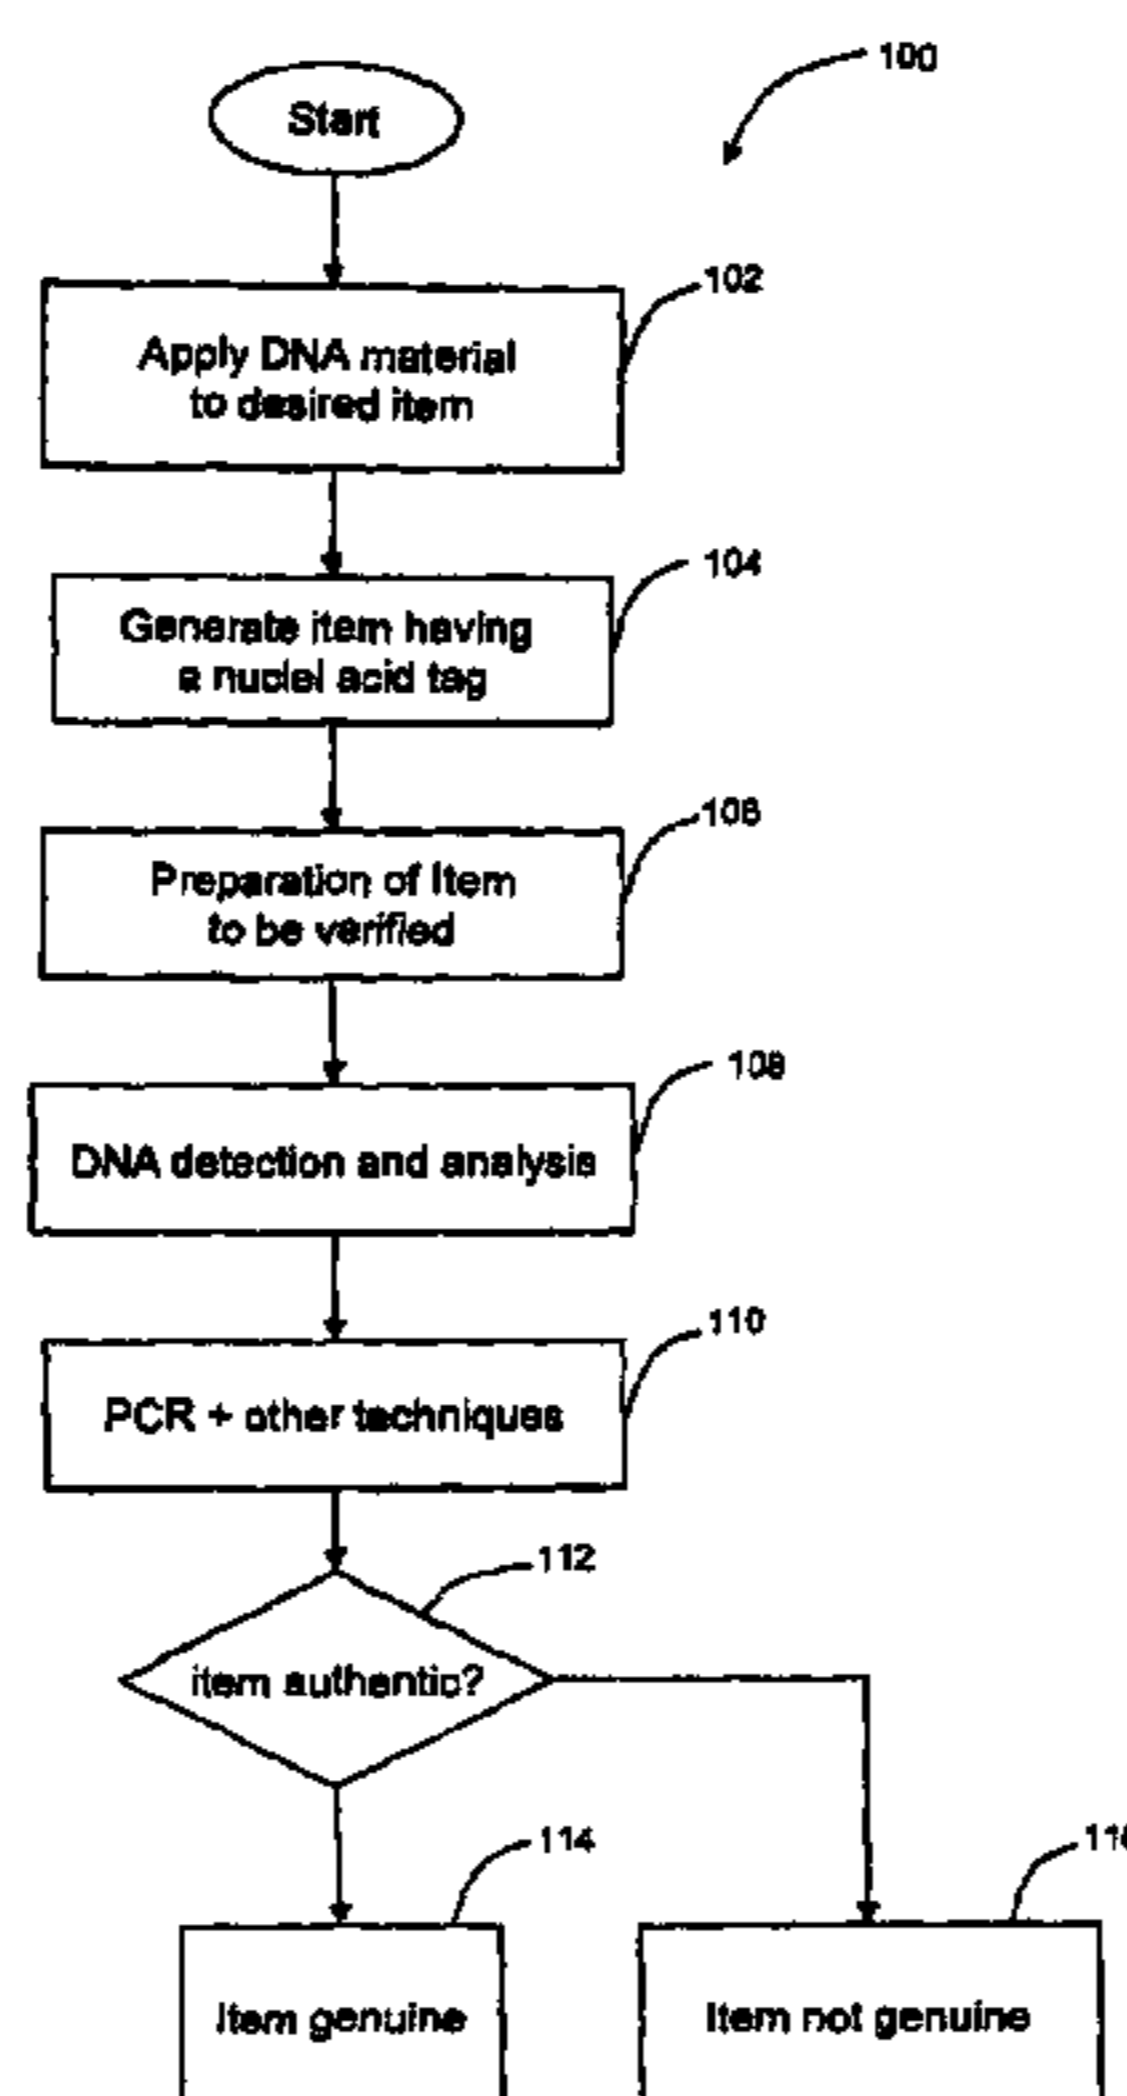 100
Start
102
Apply DNA material
to desired item
104
Generate item having
a nuclei acid tag
106
Preparation of Item
to be verified
108
DNA detection and analysis
110
PCR + other techniques
112
item authentic?
114
Item genuine
Item not genuine